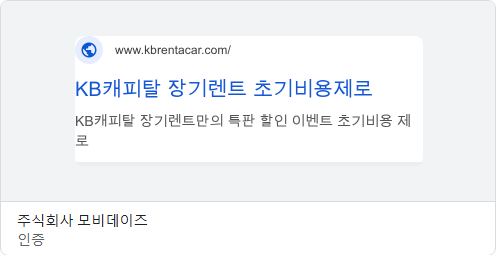 www.kbrentacar.com/
KB캐피탈 장기렌트 초기비용제로
KB캐피탈 장기렌트만의 특판 할인 이벤트 초기비용 제
로
주식회사 모비데이즈
인증